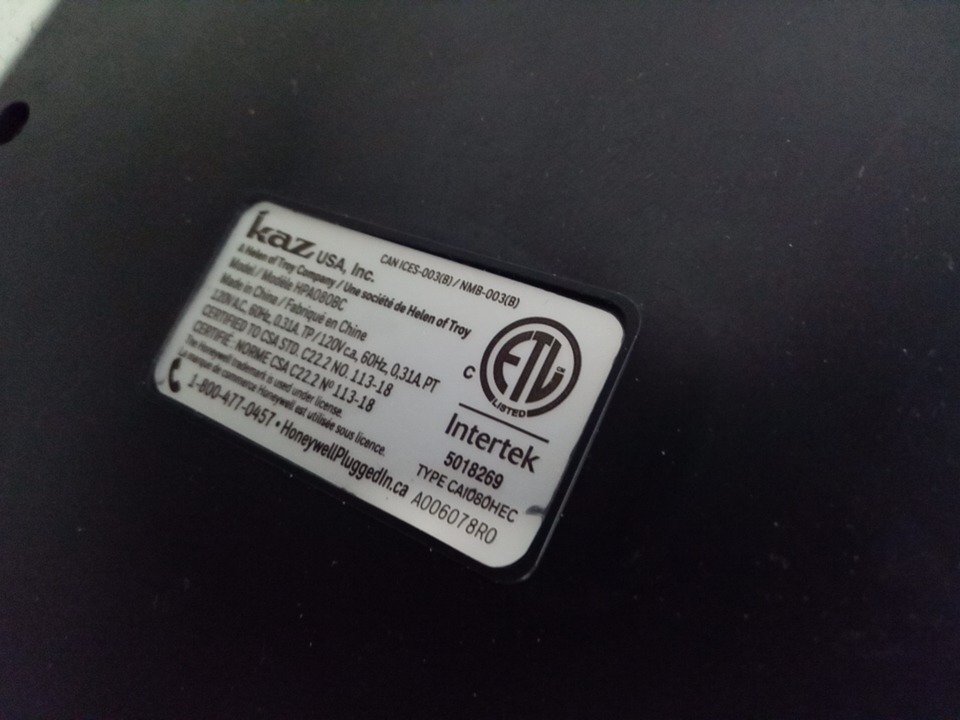 kaz USA, Inc.
CAN ICES-003(B) / NMB-003(B)
A Helen of Troy Company / Une société de Helen of Troy
Model / Modèle HPA080BC
Made in China / Fabriqué en Chine
120V A.C. 60Hz, 0.31A. TP / 120V c.a, 60Hz, 0,31A. PT
CERTIFIED TO CSA STD. C22.2 NO. 113-18
CERTIFIÉ : NORME CSA C22.2 Nº 113-18
The Honeywell trademark is used under license.
La marque de commerce Honeywell est utilisée sous licence.
1-800-477-0457 • HoneywellPluggedIn.ca
C
ETL
LISTED
Intertek
5018269
TYPE CAI080HEC
A006078R0